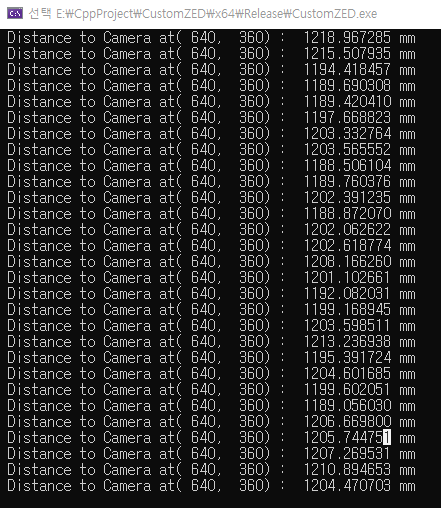 선택 E:₩CppProject₩CustomZED₩x64₩Release₩CustomZED.exe
Distance to Camera at( 640,  360) :  1218.967285 mm
Distance to Camera at( 640,  360) :  1215.507935 mm
Distance to Camera at( 640,  360) :  1194.418457 mm
Distance to Camera at( 640,  360) :  1189.690308 mm
Distance to Camera at( 640,  360) :  1189.420410 mm
Distance to Camera at( 640,  360) :  1197.668823 mm
Distance to Camera at( 640,  360) :  1203.332764 mm
Distance to Camera at( 640,  360) :  1203.565552 mm
Distance to Camera at( 640,  360) :  1188.506104 mm
Distance to Camera at( 640,  360) :  1189.760376 mm
Distance to Camera at( 640,  360) :  1202.391235 mm
Distance to Camera at( 640,  360) :  1188.872070 mm
Distance to Camera at( 640,  360) :  1202.062622 mm
Distance to Camera at( 640,  360) :  1202.618774 mm
Distance to Camera at( 640,  360) :  1208.166260 mm
Distance to Camera at( 640,  360) :  1201.102661 mm
Distance to Camera at( 640,  360) :  1192.082031 mm
Distance to Camera at( 640,  360) :  1199.168945 mm
Distance to Camera at( 640,  360) :  1203.598511 mm
Distance to Camera at( 640,  360) :  1213.236938 mm
Distance to Camera at( 640,  360) :  1195.391724 mm
Distance to Camera at( 640,  360) :  1204.601685 mm
Distance to Camera at( 640,  360) :  1199.602051 mm
Distance to Camera at( 640,  360) :  1189.056030 mm
Distance to Camera at( 640,  360) :  1206.669800 mm
Distance to Camera at( 640,  360) :  1205.744751 mm
Distance to Camera at( 640,  360) :  1207.269531 mm
Distance to Camera at( 640,  360) :  1210.894653 mm
Distance to Camera at( 640,  360) :  1204.470703 mm